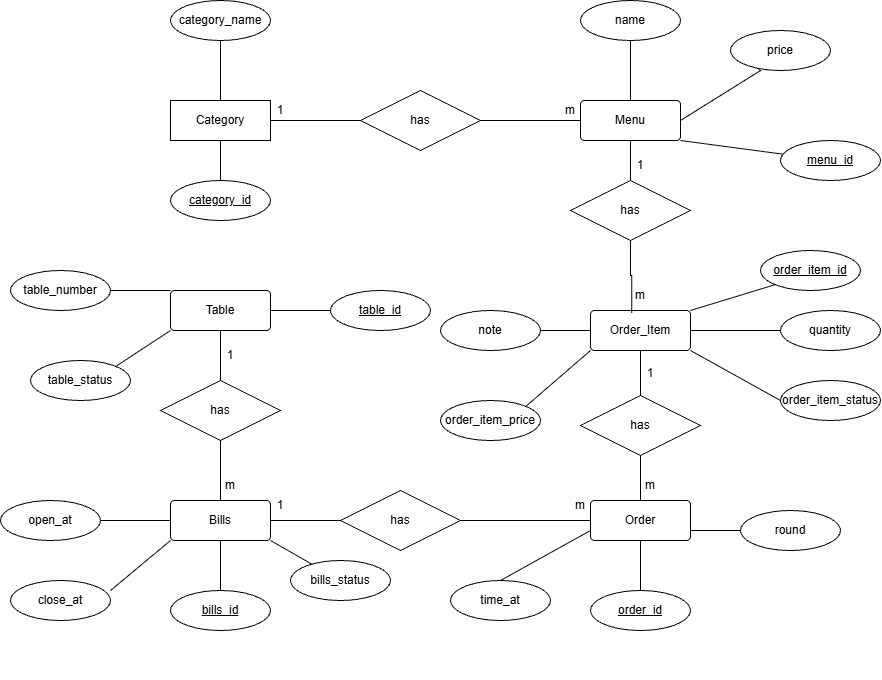 category_name
name
price
Category
1
has
m
Menu
menu_id
1
category_id
has
order_item_id
table_number
Table
table_id
m
note
Order_Item
quantity
1
table_status
1
order_item_status
has
order_item_price
has
m
m
open_at
Bills
1
has
m
Order
round
close_at
bills_id
bills_status
time_at
order_id